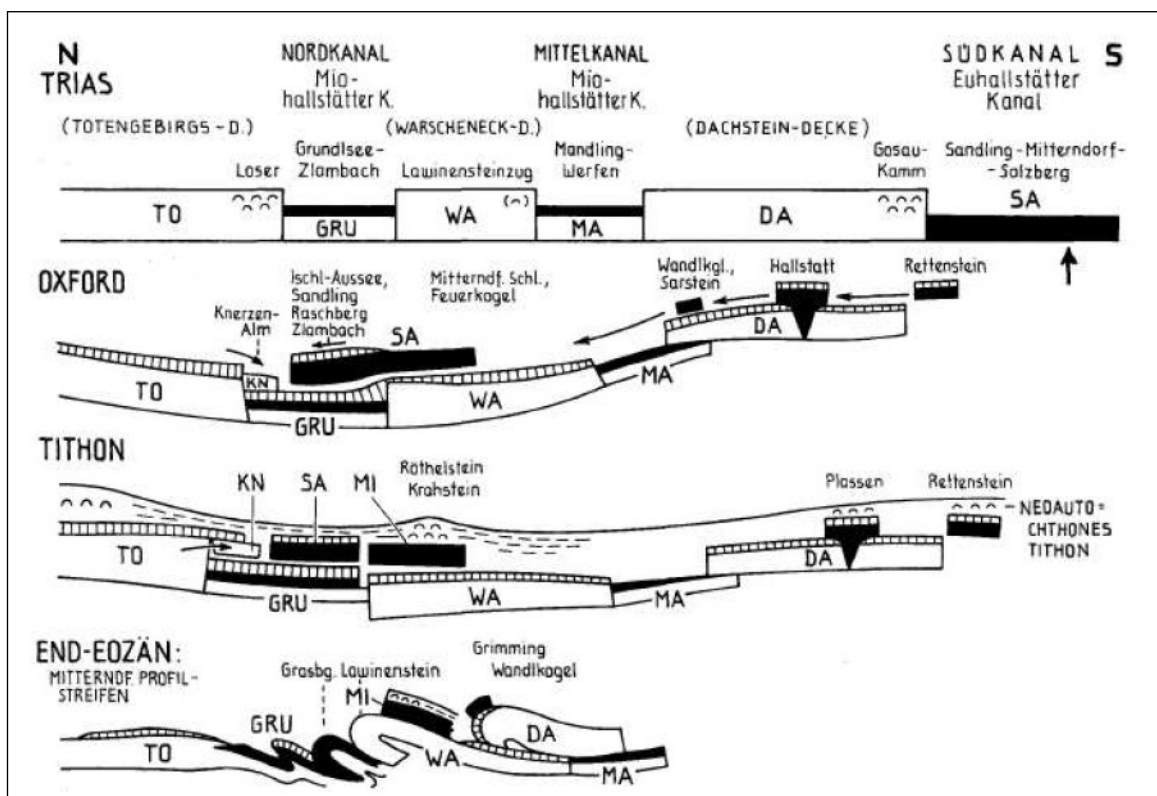 N
NORDKANAL
MITTELKANAL
SÜDKANAL S
TRIAS
Mio-
hallstätter K.
Mio-
hallstätter K.
Euhallstätter
Kanal
(TOTENGEBIRGS-D.)
(WARSCHENECK-D.)
(DACHSTEIN-DECKE)
Loser
Grundlsee-
Zlambach
Lawinensteinzug
Mandling-
Werfen
Gosau-
Kamm
Sandling-Mitterndorf-
-Salzberg
TO
GRU
WA
MA
DA
SA
OXFORD
Knerzen-
Alm
Ischl-Aussee,
Sandling
Raschberg
Zlambach
Mitterndf. Schl.,
Feuerkogel
Wandlkgl.,
Sarstein
Hallstatt
Rettenstein
SA
TO
KN
GRU
WA
MA
DA
TITHON
KN
SA
MI
Röthelstein
Krahstein
Plassen
Rettenstein
NEOAUTO=
CHTHONES
TITHON
TO
GRU
WA
MA
DA
END-EOZÄN:
MITTERNDF. PROFIL-
STREIFEN
Grasbg.
Lawinenstein
Grimming
Wandlkogel
TO
GRU
MI
WA
DA
MA